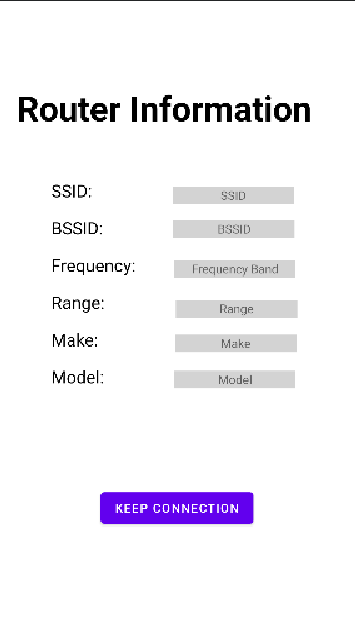 Router Information
SSID: SSID
BSSID: BSSID
Frequency: Frequency Band
Range: Range
Make: Make
Model: Model
KEEP CONNECTION